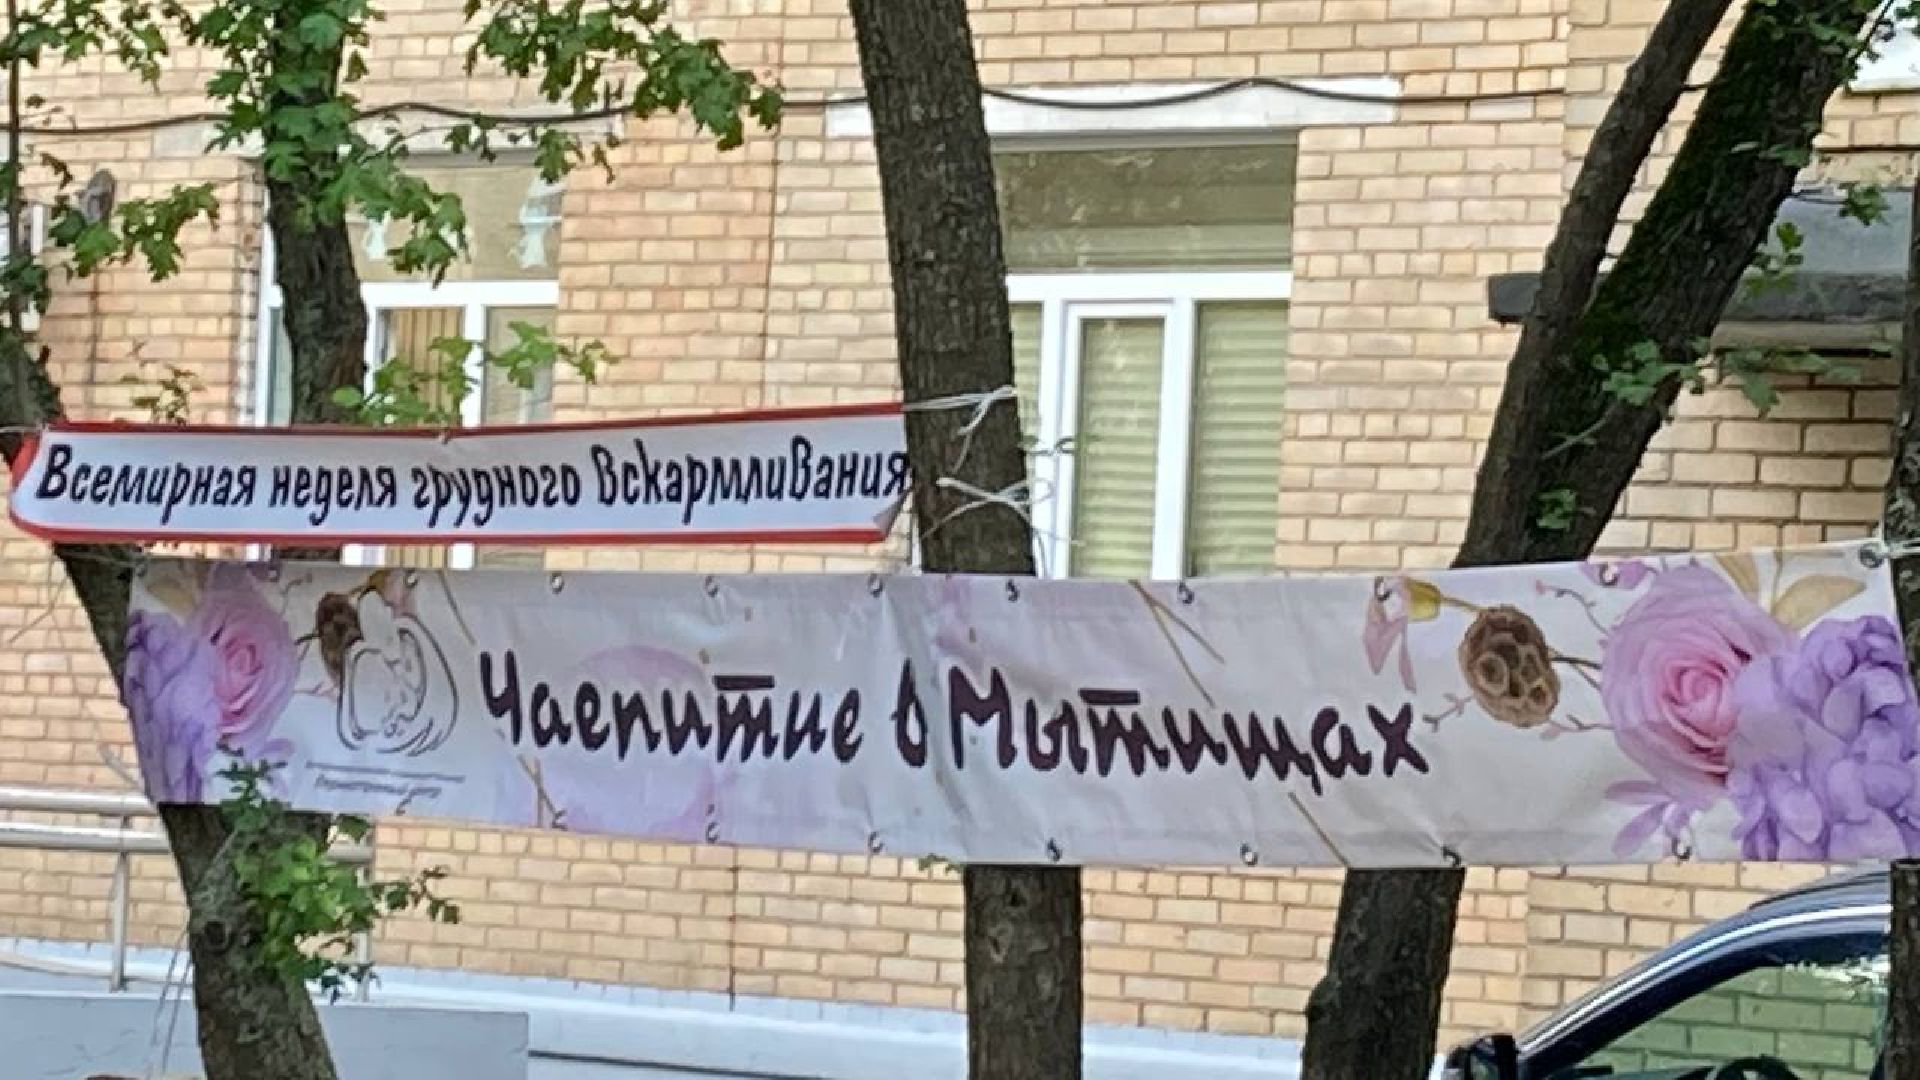 Всемирная неделя грудного вскармливания
Чаепитие в Мытищах